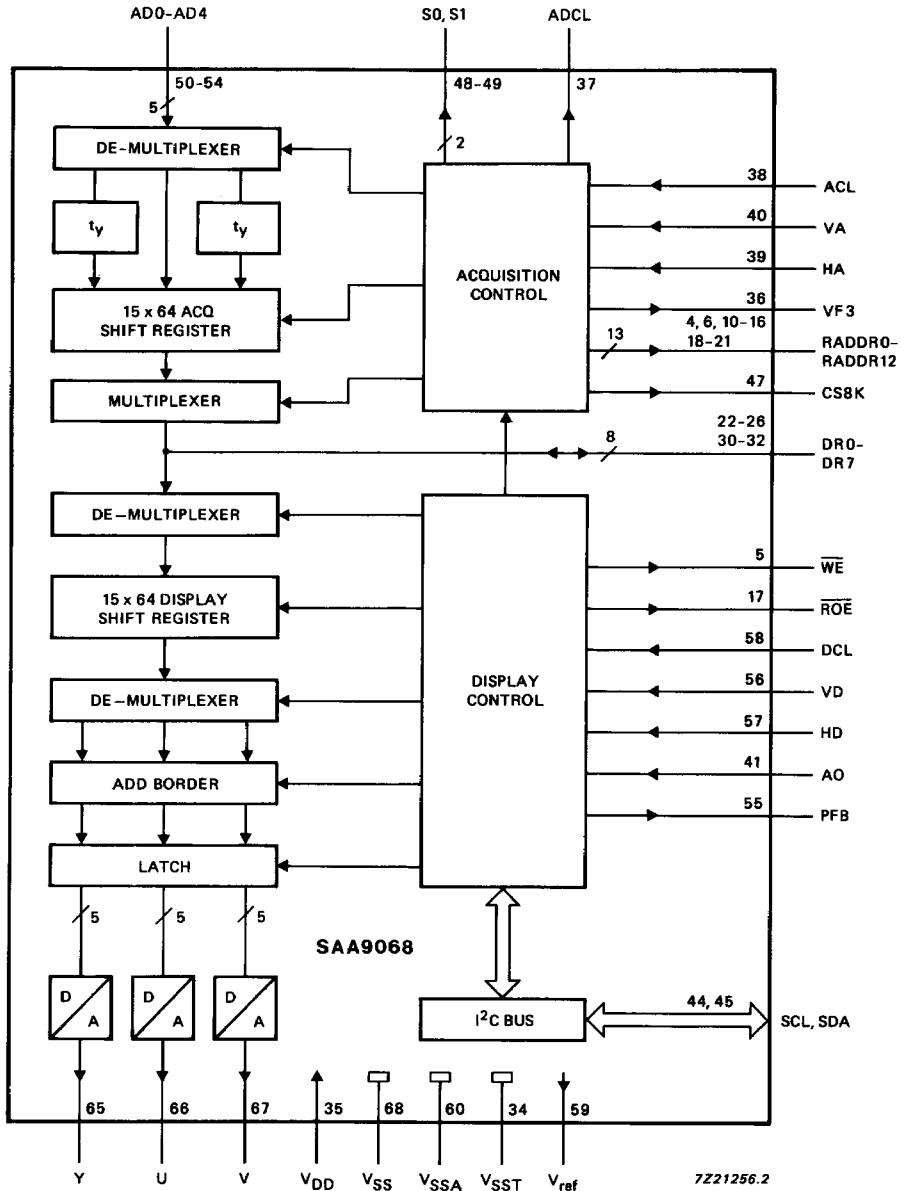 AD0-AD4
S0, S1
ADCL
50-54
48-49
37
5
2
DE-MULTIPLEXER
38
ACL
ty
ty
40
VA
ACQUISITION
CONTROL
39
HA
15 x 64 ACQ
SHIFT REGISTER
36
VF3
4, 6, 10-16
18-21
13
RADDR0-
RADDR12
MULTIPLEXER
47
CS8K
22-26
30-32
8
DR0-
DR7
DE-MULTIPLEXER
5
WE
15 x 64 DISPLAY
SHIFT REGISTER
17
ROE
58
DCL
DISPLAY
CONTROL
DE-MULTIPLEXER
56
VD
57
HD
ADD BORDER
41
AO
55
PFB
LATCH
5
5
5
SAA9068
D
A
D
A
D
A
I²C BUS
44, 45
SCL, SDA
65
66
67
35
68
60
34
59
Y
U
V
VDD
VSS
VSSA
VSST
Vref
7Z21256.2